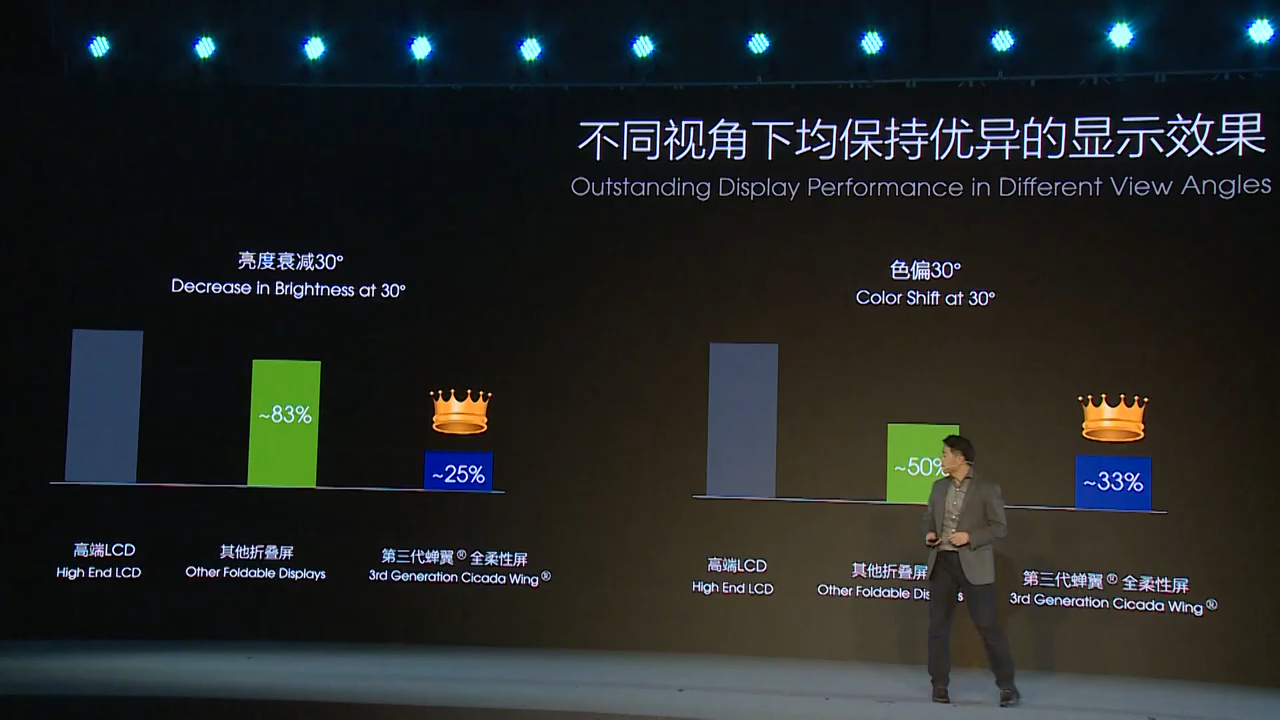 不同视角下均保持优异的显示效果
Outstanding Display Performance in Different View Angles
亮度衰减30°
Decrease in Brightness at 30°
~83%
~25%
高端LCD
High End LCD
其他折叠屏
Other Foldable Displays
第三代蝉翼® 全柔性屏
3rd Generation Cicada Wing®
色偏30°
Color Shift at 30°
~50%
~33%
高端LCD
High End LCD
其他折叠屏
Other Foldable
第三代蝉翼® 全柔性屏
3rd Generation Cicada Wing®